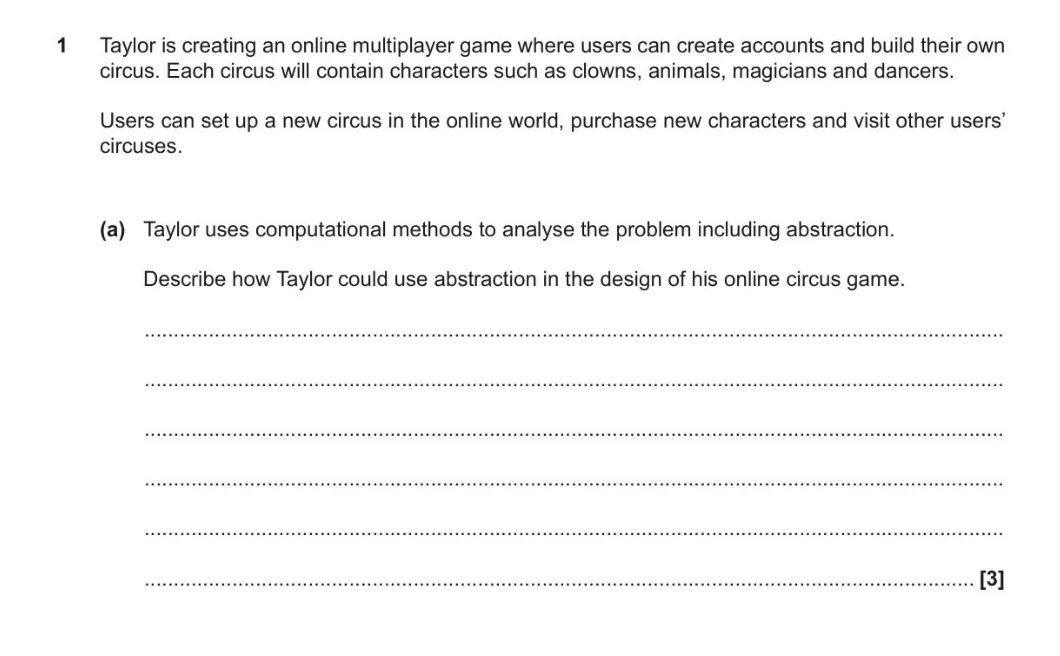 1 Taylor is creating an online multiplayer game where users can create accounts and build their own
circus. Each circus will contain characters such as clowns, animals, magicians and dancers.
Users can set up a new circus in the online world, purchase new characters and visit other users’
circuses.
(a) Taylor uses computational methods to analyse the problem including abstraction.
Describe how Taylor could use abstraction in the design of his online circus game.
[3]